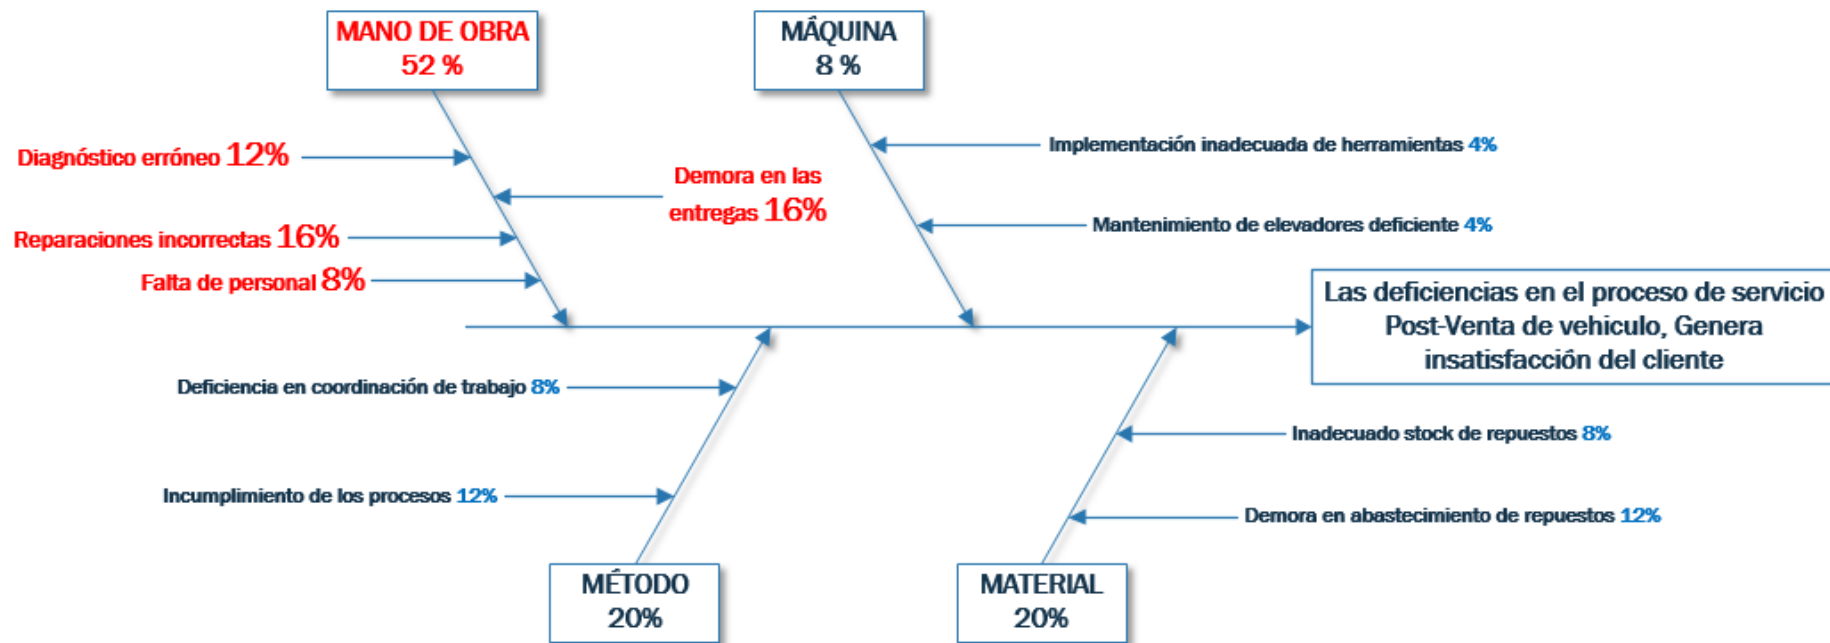 MANO DE OBRA
52 %
MÁQUINA
8 %
Diagnóstico erróneo 12%
Demora en las
entregas 16%
Reparaciones incorrectas 16%
Falta de personal 8%
Implementación inadecuada de herramientas 4%
Mantenimiento de elevadores deficiente 4%
Las deficiencias en el proceso de servicio
Post-Venta de vehiculo, Genera
insatisfacción del cliente
Deficiencia en coordinación de trabajo 8%
Incumplimiento de los procesos 12%
Inadecuado stock de repuestos 8%
Demora en abastecimiento de repuestos 12%
MÉTODO
20%
MATERIAL
20%